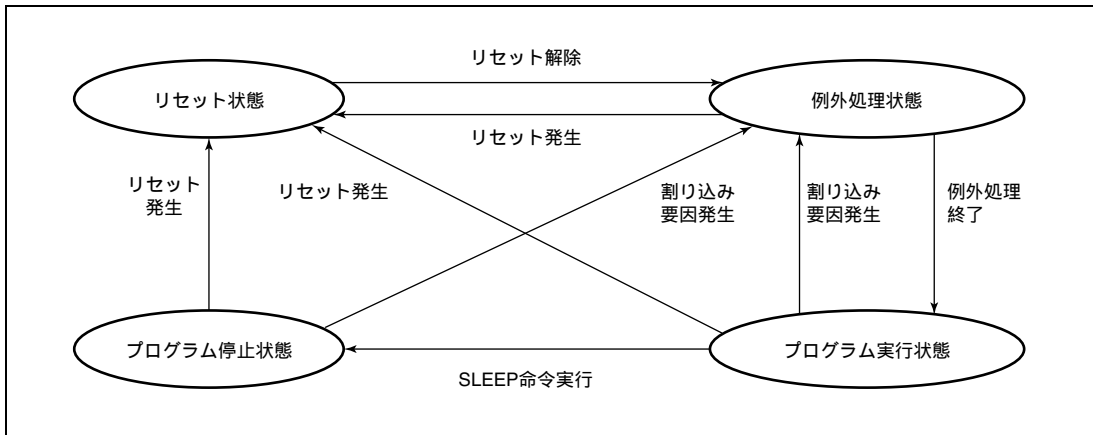 リセット解除
リセット状態
例外処理状態
リセット発生
リセット
発生
リセット発生
割り込み
要因発生
割り込み
要因発生
例外処理
終了
プログラム停止状態
プログラム実行状態
SLEEP命令実行